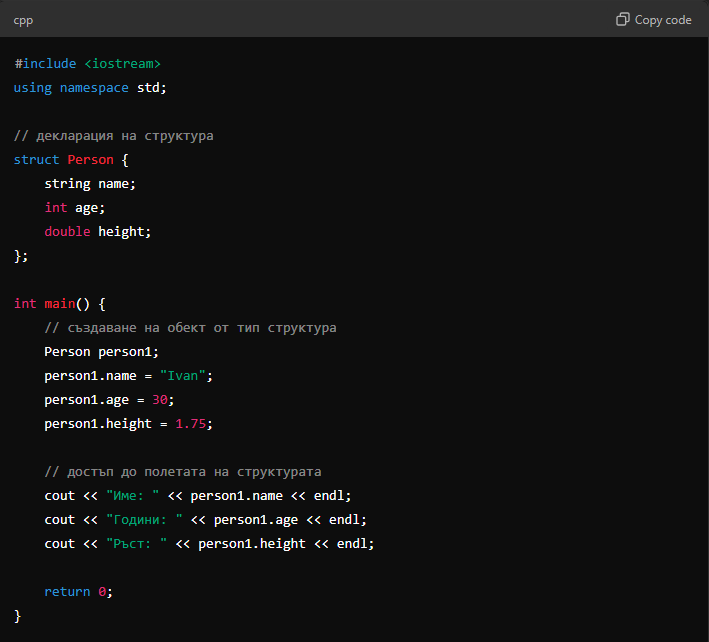 cpp
Copy code
#include <iostream>
using namespace std;
// декларация на структура
struct Person {
    string name;
    int age;
    double height;
};
int main() {
    // създаване на обект от тип структура
    Person person1;
    person1.name = "Ivan";
    person1.age = 30;
    person1.height = 1.75;
    // достъп до полетата на структурата
    cout << "Име: " << person1.name << endl;
    cout << "Години: " << person1.age << endl;
    cout << "Ръст: " << person1.height << endl;
    return 0;
}